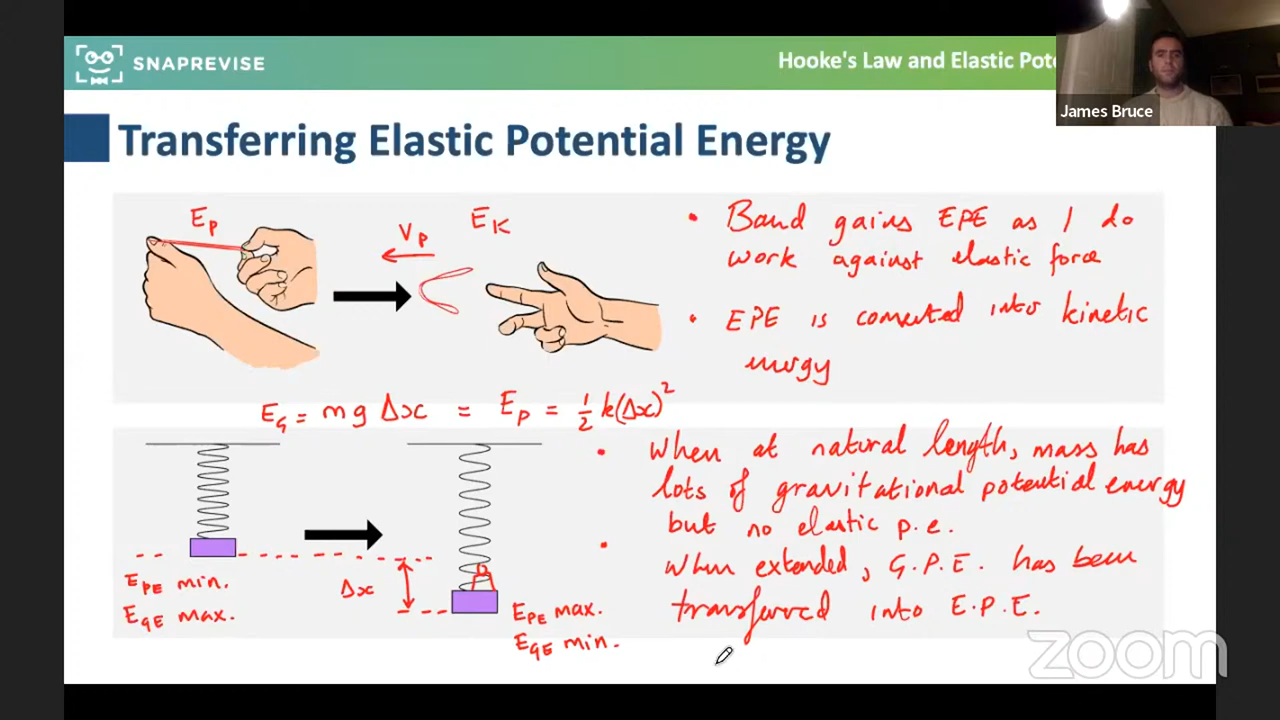 SNAPREVISE
Hooke's Law and Elastic Pote
James Bruce
Transferring Elastic Potential Energy
Ep
Vp
EK
• Band gains EPE as I do
work against elastic force
• EPE is converted into kinetic
energy
EG = mg Δx = Ep = 1/2 k(Δx)²
• When at natural length, mass has
lots of gravitational potential energy
but no elastic p.e.
• When extended, G.P.E. has been
transferred into E.P.E.
EPE min.
EGE max.
Δx
EPE max.
EGE min.
zoom